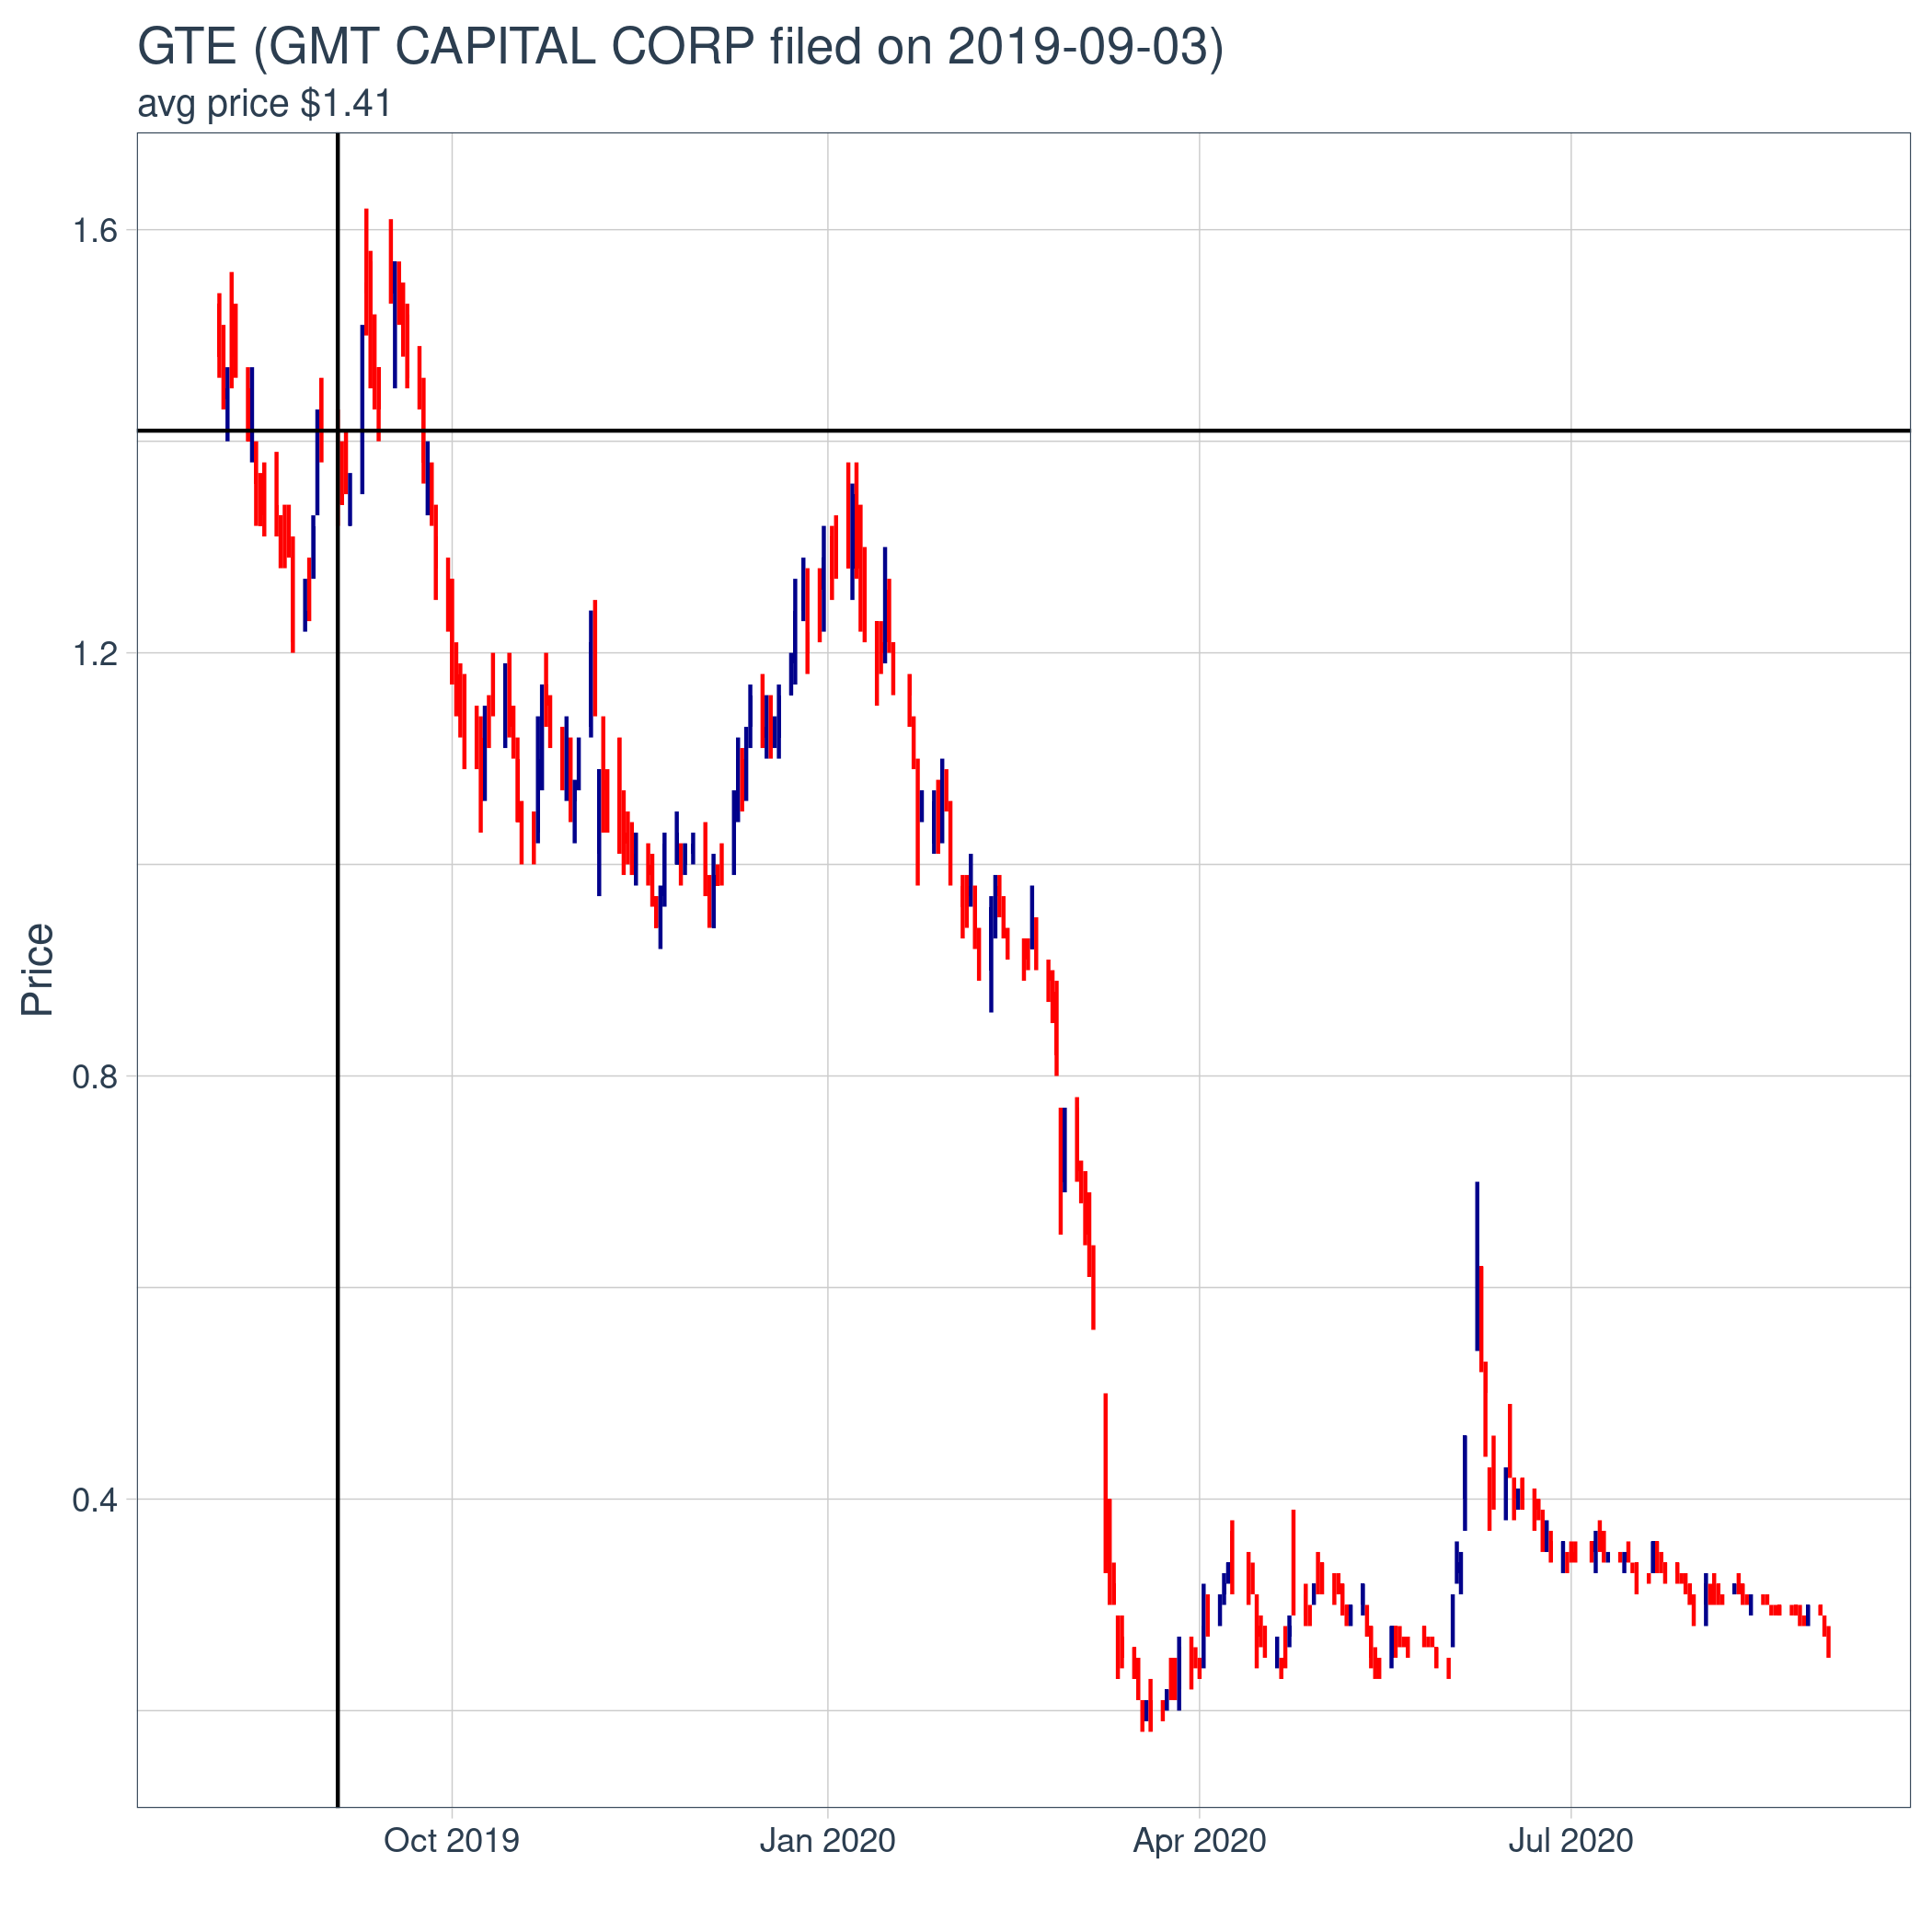 GTE (GMT CAPITAL CORP filed on 2019-09-03)
avg price $1.41
1.6
1.2
0.8
0.4
Price
Oct 2019
Jan 2020
Apr 2020
Jul 2020